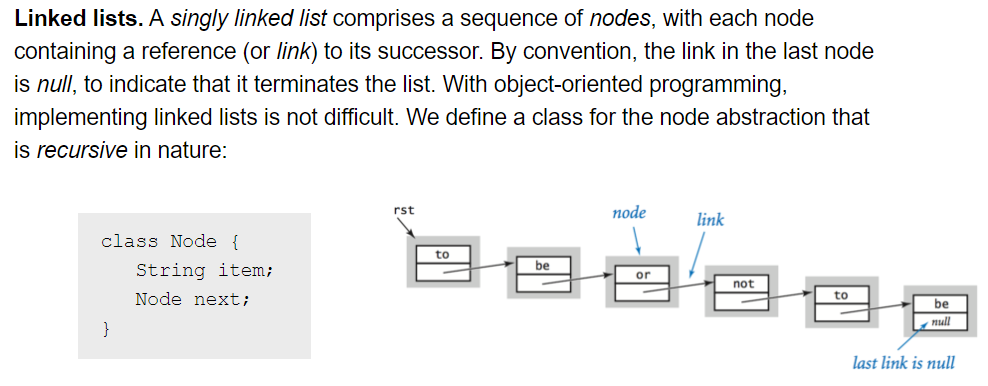 Linked lists. A singly linked list comprises a sequence of nodes, with each node
containing a reference (or link) to its successor. By convention, the link in the last node
is null, to indicate that it terminates the list. With object-oriented programming,
implementing linked lists is not difficult. We define a class for the node abstraction that
is recursive in nature:
class Node {
String item;
Node next;
}
rst
node
link
to
be
or
not
to
be
null
last link is null